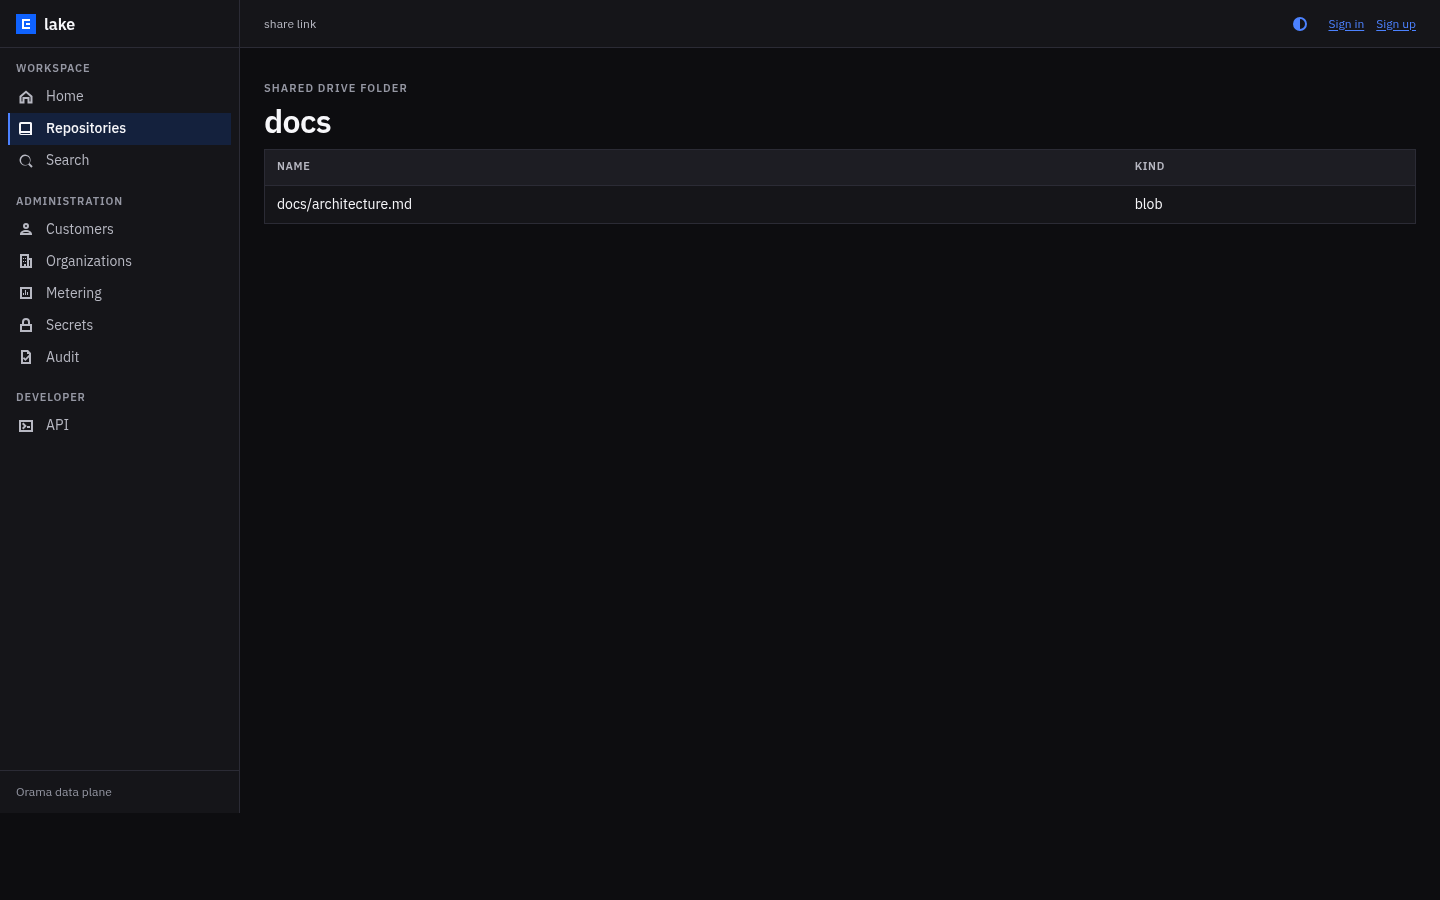 lake
share link
Sign in
Sign up
WORKSPACE
Home
Repositories
Search
ADMINISTRATION
Customers
Organizations
Metering
Secrets
Audit
DEVELOPER
API
Orama data plane
SHARED DRIVE FOLDER
docs
NAME KIND
docs/architecture.md blob